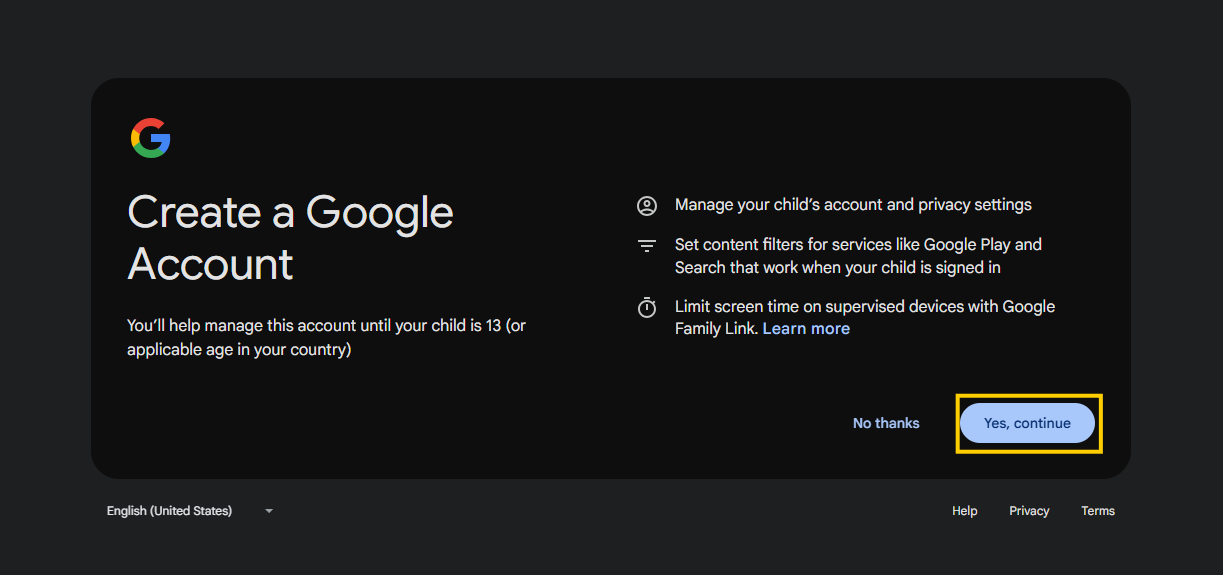 Create a Google
Account
You’ll help manage this account until your child is 13 (or
applicable age in your country)
Manage your child’s account and privacy settings
Set content filters for services like Google Play and
Search that work when your child is signed in
Limit screen time on supervised devices with Google
Family Link. Learn more
No thanks
Yes, continue
English (United States)
Help
Privacy
Terms